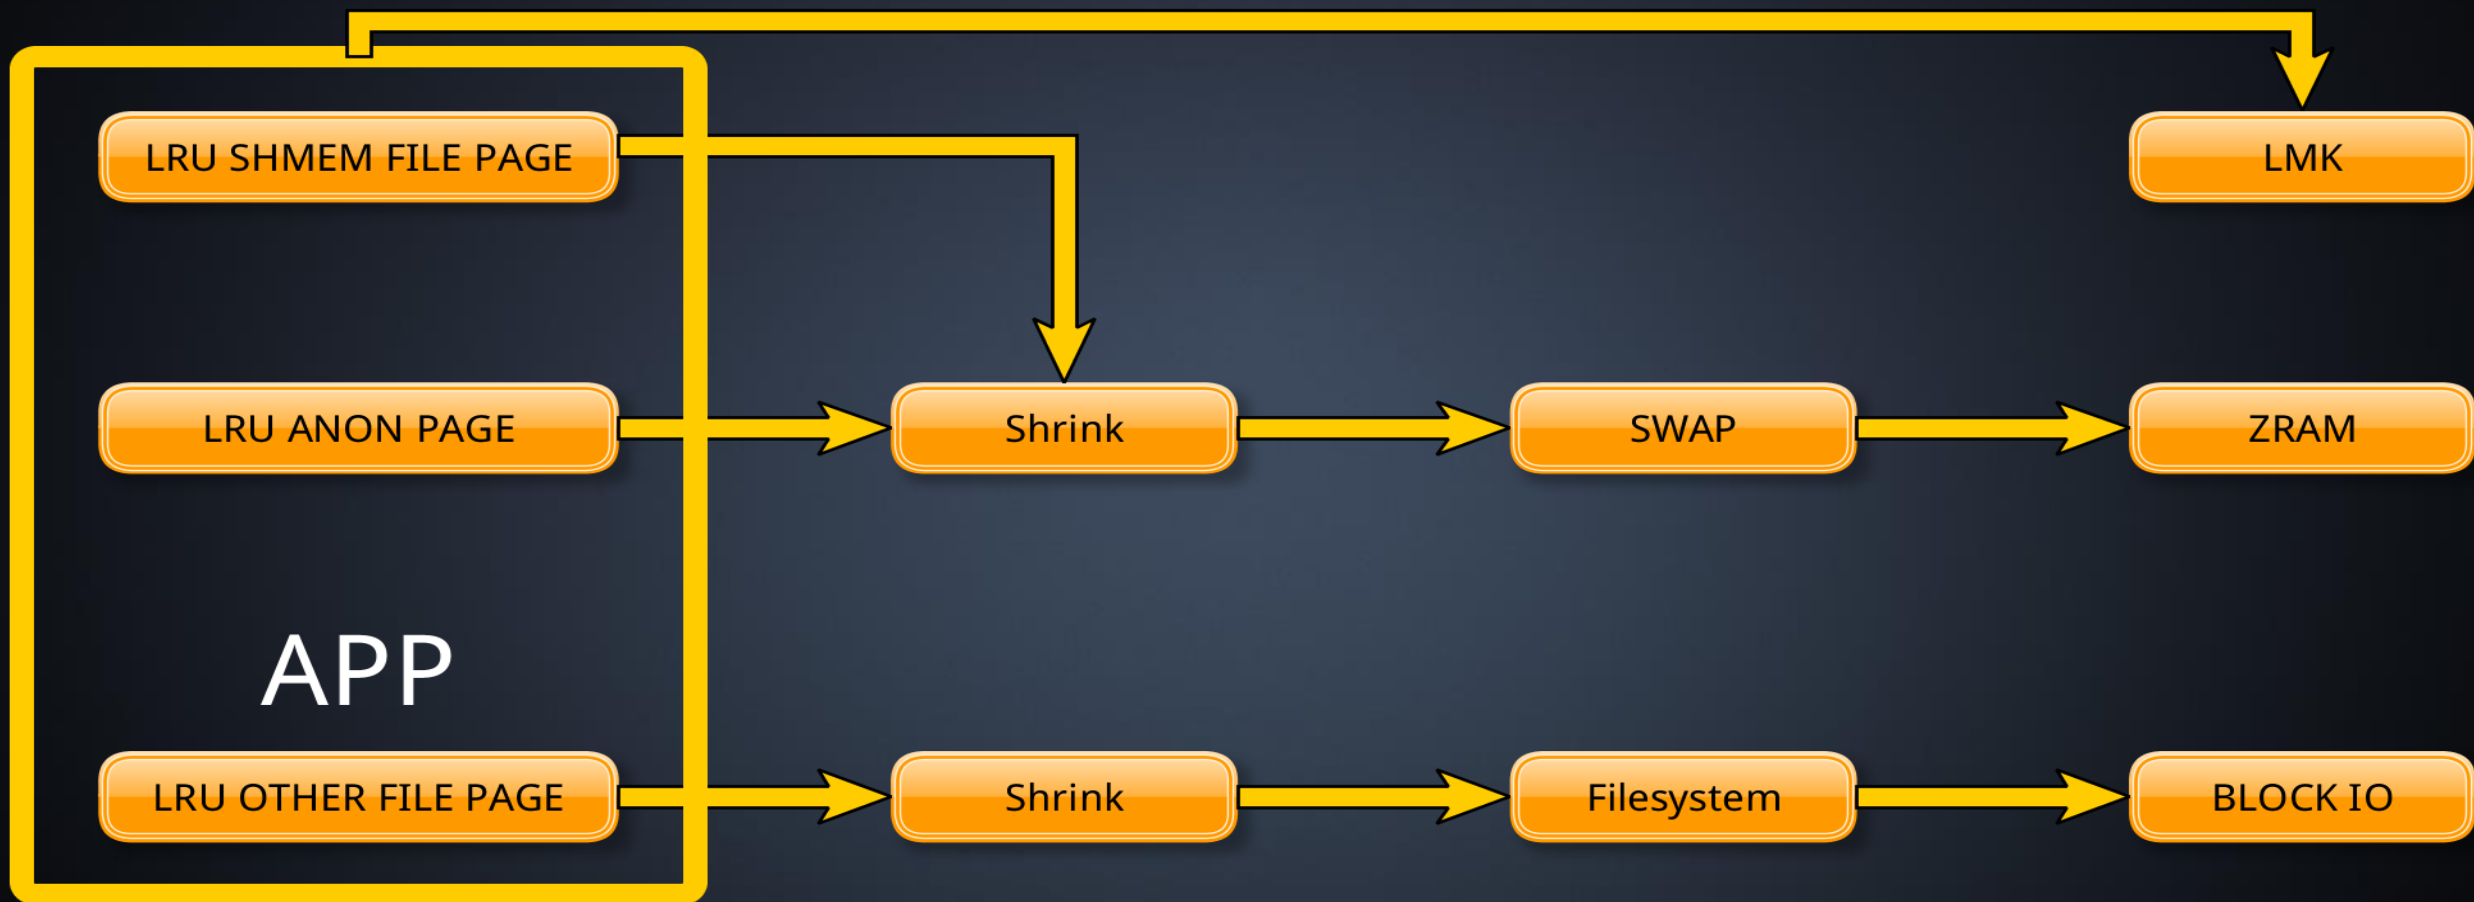 LRU SHMEM FILE PAGE
LMK
LRU ANON PAGE
Shrink
SWAP
ZRAM
APP
LRU OTHER FILE PAGE
Shrink
Filesystem
BLOCK IO